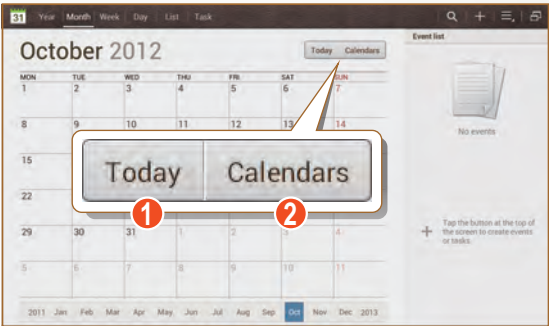 31 Year Month Week Day List Task
October 2012
Today Calendars
Event list
MON TUE WED THU FRI SAT SUN
1 2 3 4 5 6 7
No events
8 9 10 11 12 13 14
15
Today Calendars
1 2
22
29 30 31 1 2 3 4
Tap the button at the top of
the screen to create events
or tasks.
5 6 7 8 9 10 11
2011 Jan Feb Mar Apr May Jun Jul Aug Sep Oct Nov Dec 2013